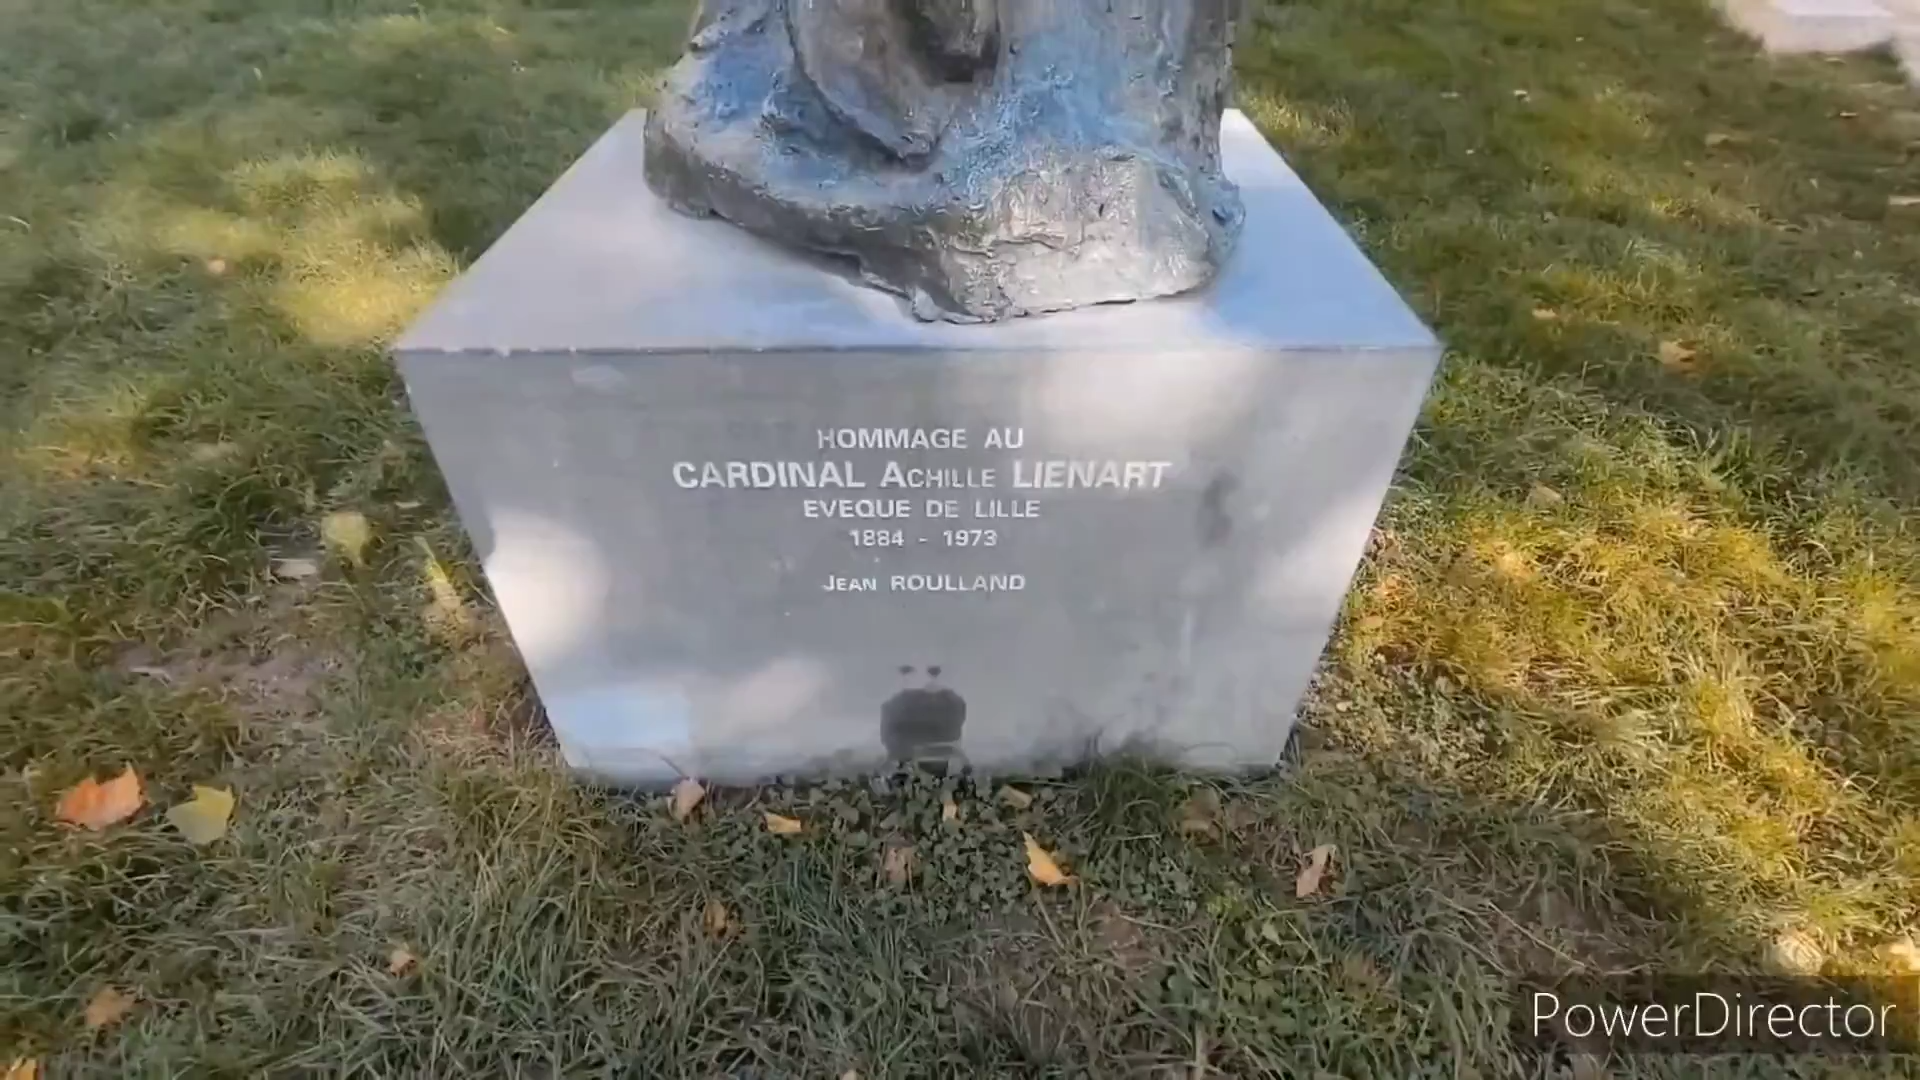 HOMMAGE AU
CARDINAL ACHILLE LIENART
EVEQUE DE LILLE
1884 - 1973
JEAN ROULLAND
PowerDirector